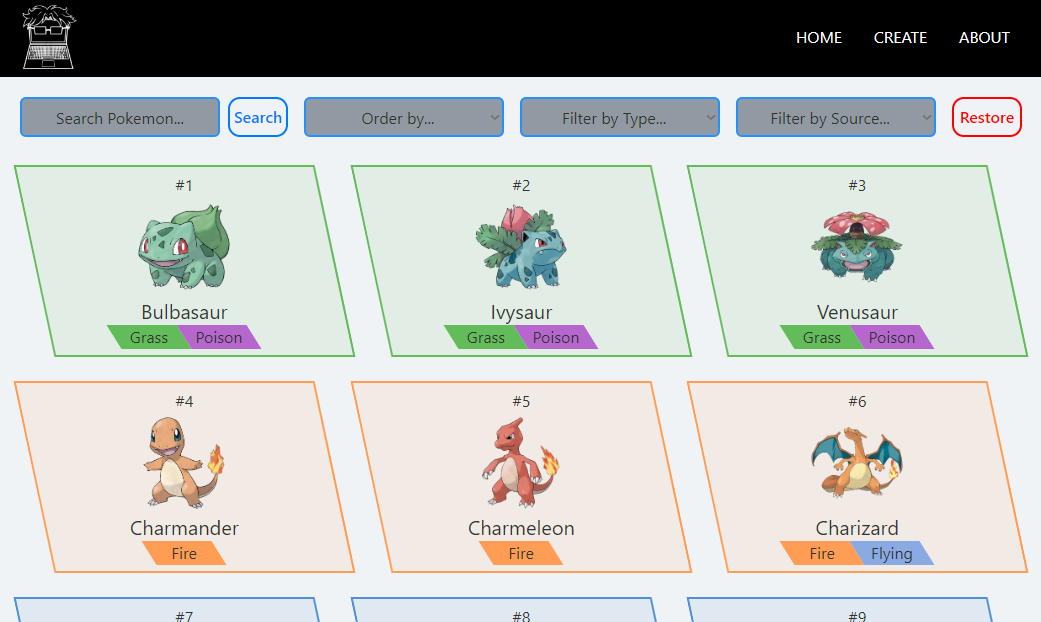 HOME CREATE ABOUT
Search Pokemon... Search Order by... Filter by Type... Filter by Source... Restore
#1 #2 #3
Bulbasaur Ivysaur Venusaur
Grass Poison Grass Poison Grass Poison
#4 #5 #6
Charmander Charmeleon Charizard
Fire Fire Fire Flying
#7 #8 #9